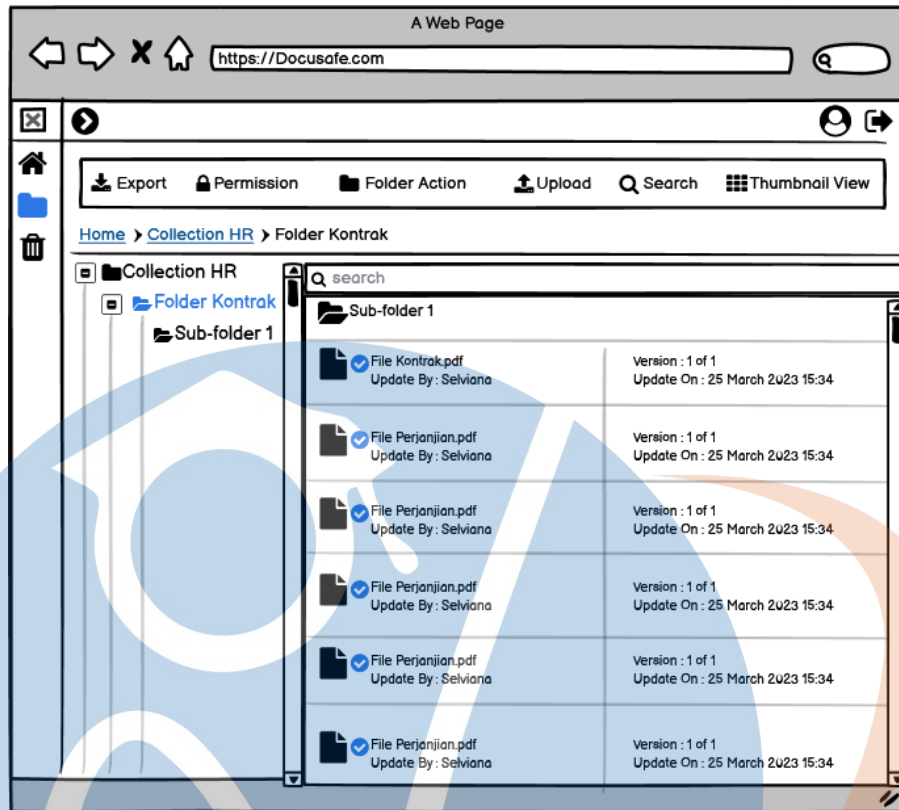 A Web Page
https://Docusafe.com
Export Permission Folder Action Upload Search Thumbnail View
Home Collection HR Folder Kontrak
Collection HR
Folder Kontrak
Sub-folder 1
search
Sub-folder 1
File Kontrak.pdf
Update By : Selviana
Version : 1 of 1
Update On : 25 March 2023 15:34
File Perjanjian.pdf
Update By : Selviana
Version : 1 of 1
Update On : 25 March 2023 15:34
File Perjanjian.pdf
Update By : Selviana
Version : 1 of 1
Update On : 25 March 2023 15:34
File Perjanjian.pdf
Update By : Selviana
Version : 1 of 1
Update On : 25 March 2023 15:34
File Perjanjian.pdf
Update By : Selviana
Version : 1 of 1
Update On : 25 March 2023 15:34
File Perjanjian.pdf
Update By : Selviana
Version : 1 of 1
Update On : 25 March 2023 15:34